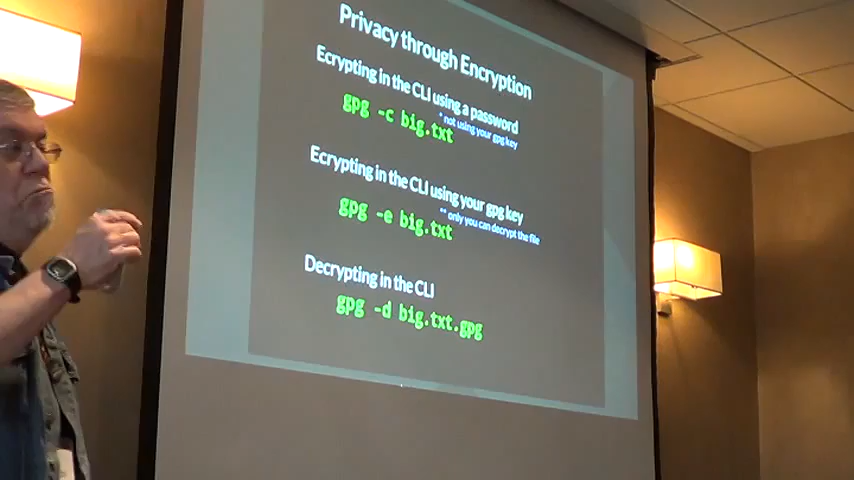 Privacy through Encryption
Ecrypting in the CLI using a password
gpg -c big.txt
* not using your gpg key
Ecrypting in the CLI using your gpg key
gpg -e big.txt
** only you can decrypt the file
Decrypting in the CLI
gpg -d big.txt.gpg